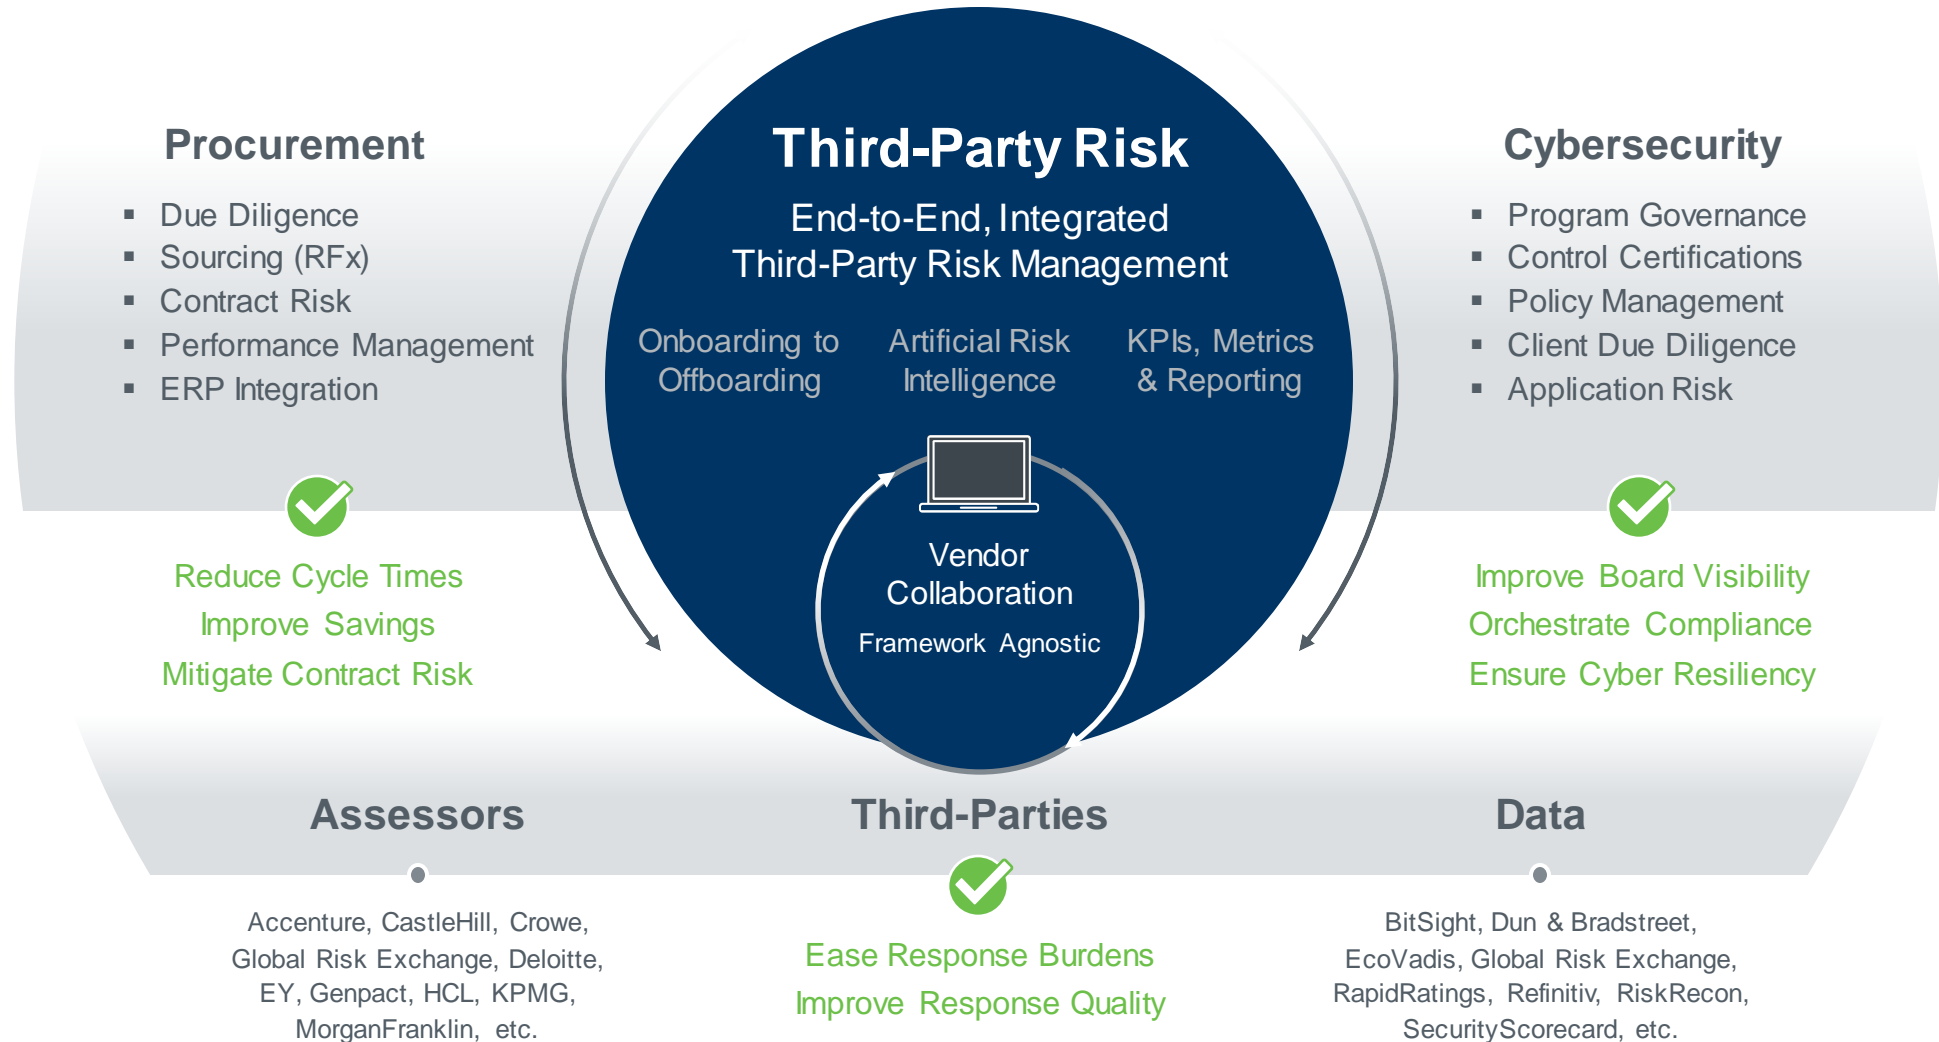 Third-Party Risk
End-to-End, Integrated
Third-Party Risk Management
Onboarding to
Offboarding
Artificial Risk
Intelligence
KPIs, Metrics
& Reporting
Vendor
Collaboration
Framework Agnostic
Procurement
▪ Due Diligence
▪ Sourcing (RFx)
▪ Contract Risk
▪ Performance Management
▪ ERP Integration
Reduce Cycle Times
Improve Savings
Mitigate Contract Risk
Cybersecurity
▪ Program Governance
▪ Control Certifications
▪ Policy Management
▪ Client Due Diligence
▪ Application Risk
Improve Board Visibility
Orchestrate Compliance
Ensure Cyber Resiliency
Assessors
Accenture, CastleHill, Crowe,
Global Risk Exchange, Deloitte,
EY, Genpact, HCL, KPMG,
MorganFranklin, etc.
Third-Parties
Ease Response Burdens
Improve Response Quality
Data
BitSight, Dun & Bradstreet,
EcoVadis, Global Risk Exchange,
RapidRatings, Refinitiv, RiskRecon,
SecurityScorecard, etc.